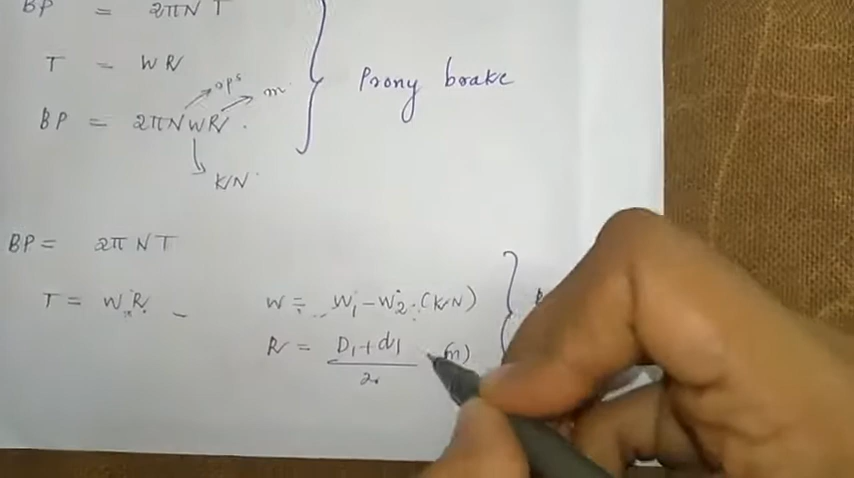 BP = 2πNT
T = WR
rps
m
Prony brake
BP = 2πNWR
KN
BP = 2πNT
T = WR
W = W1 - W2 (KN)
R = D1 + d1 / 2 (m)